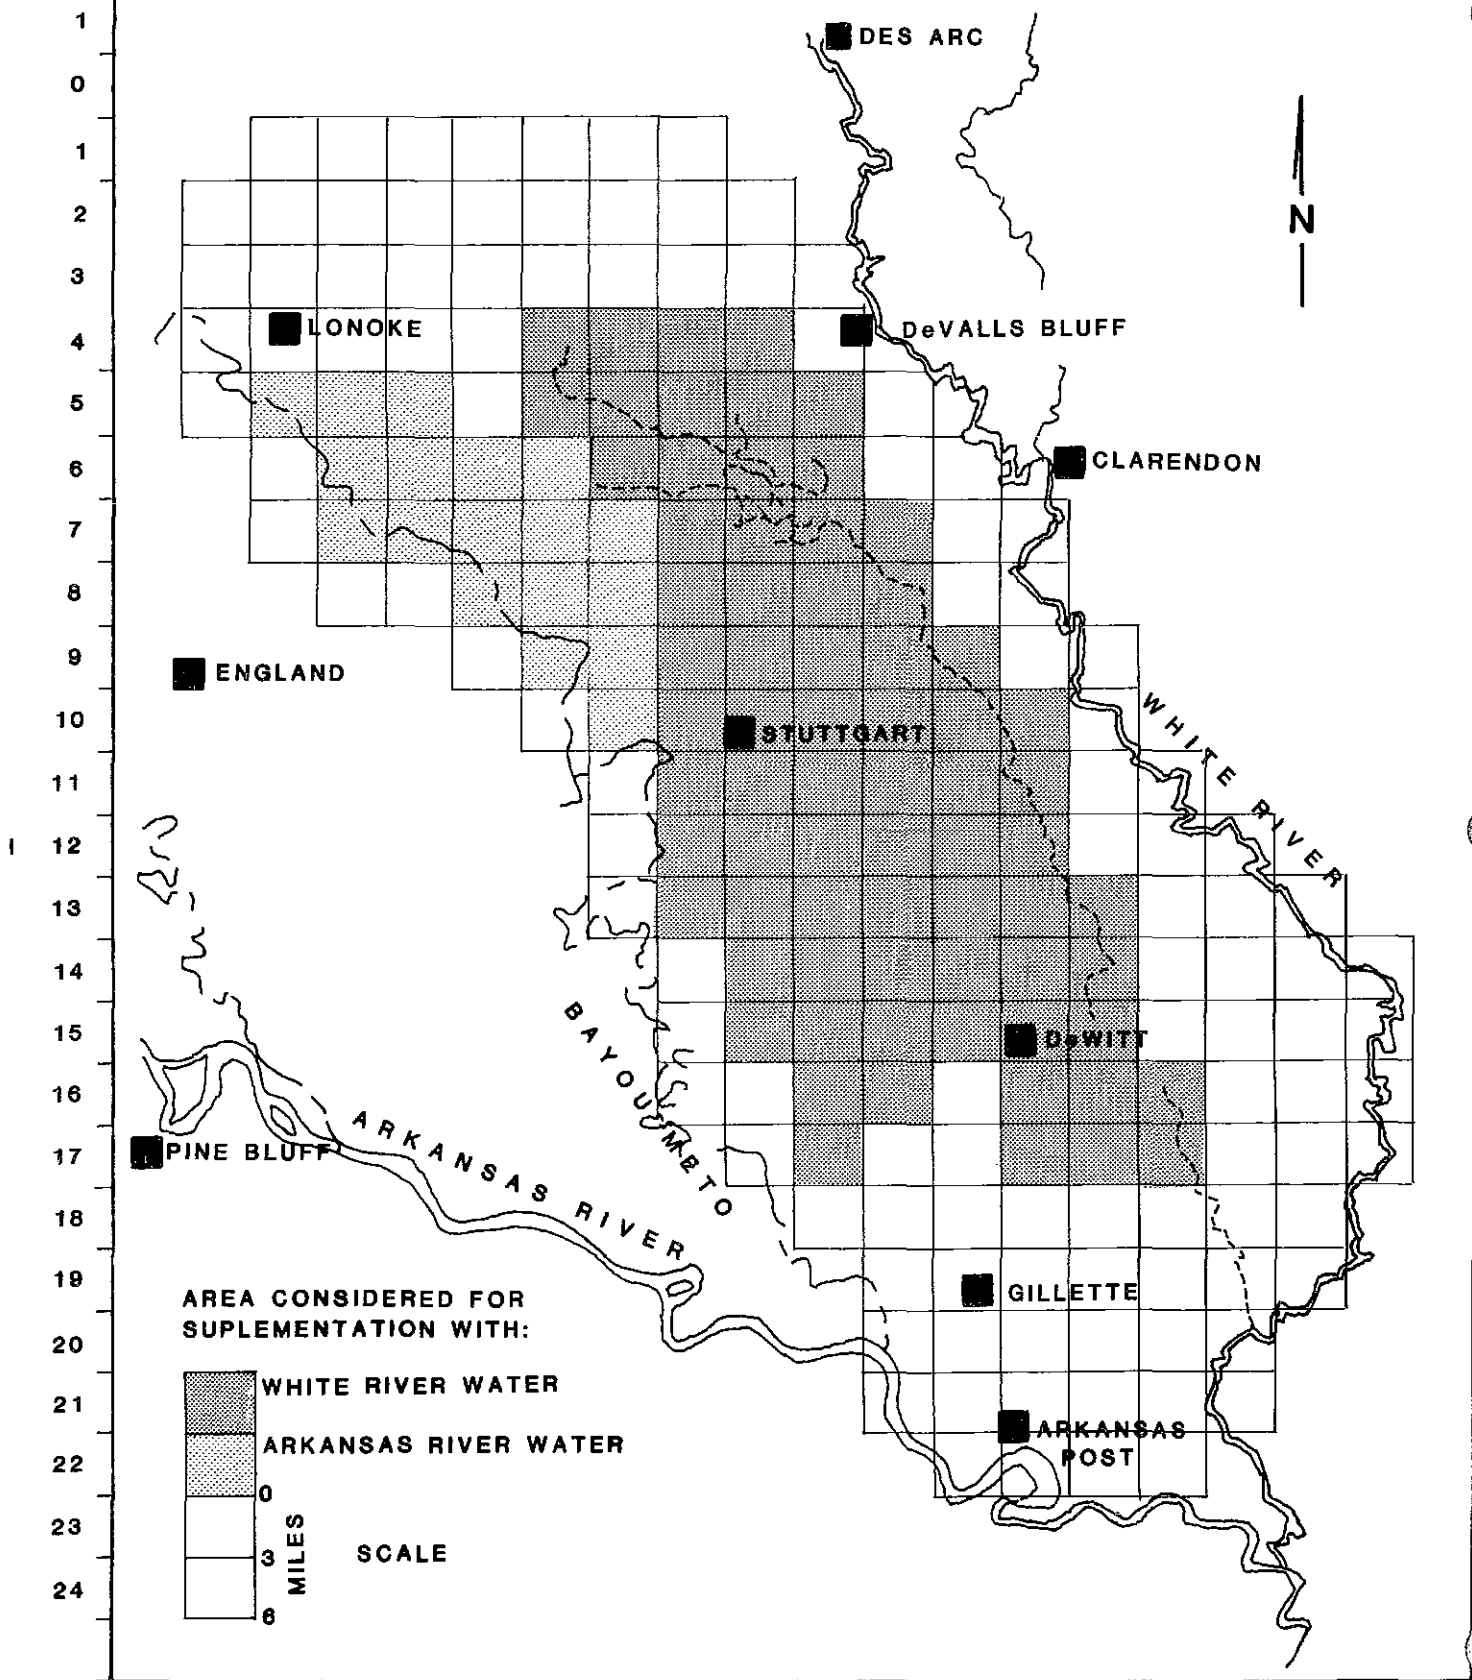 1
DES ARC
0
1
N
2
3
LONOKE
DeVALLS BLUFF
4
5
6
CLARENDON
7
8
9
ENGLAND
WHITE RIVER
10
STUTTGART
11
12
13
14
BAYOU METO
15
DeWITT
16
ARKANSAS RIVER
17
PINE BLUFF
18
19
GILLETTE
AREA CONSIDERED FOR
SUPLEMENTATION WITH:
20
WHITE RIVER WATER
21
ARKANSAS
POST
ARKANSAS RIVER WATER
22
0
23
MILES
SCALE
3
24
6